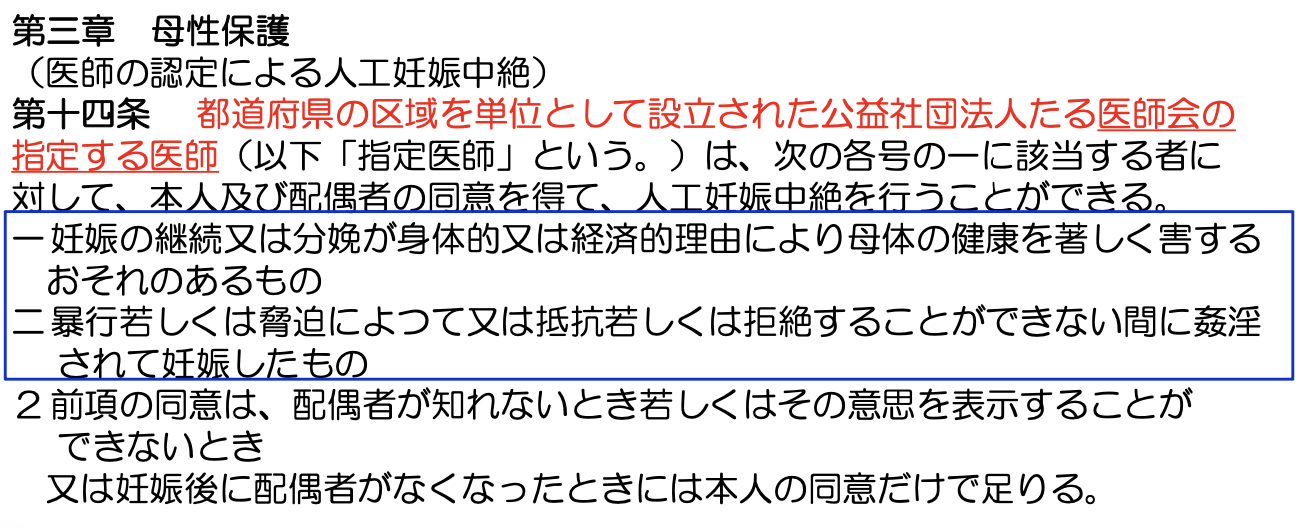 第三章　母性保護
（医師の認定による人工妊娠中絶）
第十四条　都道府県の区域を単位として設立された公益社団法人たる医師会の
指定する医師（以下「指定医師」という。）は、次の各号の一に該当する者に
対して、本人及び配偶者の同意を得て、人工妊娠中絶を行うことができる。
一 妊娠の継続又は分娩が身体的又は経済的理由により母体の健康を著しく害する
おそれのあるもの
二 暴行若しくは脅迫によつて又は抵抗若しくは拒絶することができない間に姦淫
されて妊娠したもの
２ 前項の同意は、配偶者が知れないとき若しくはその意思を表示することが
できないとき
又は妊娠後に配偶者がなくなったときには本人の同意だけで足りる。